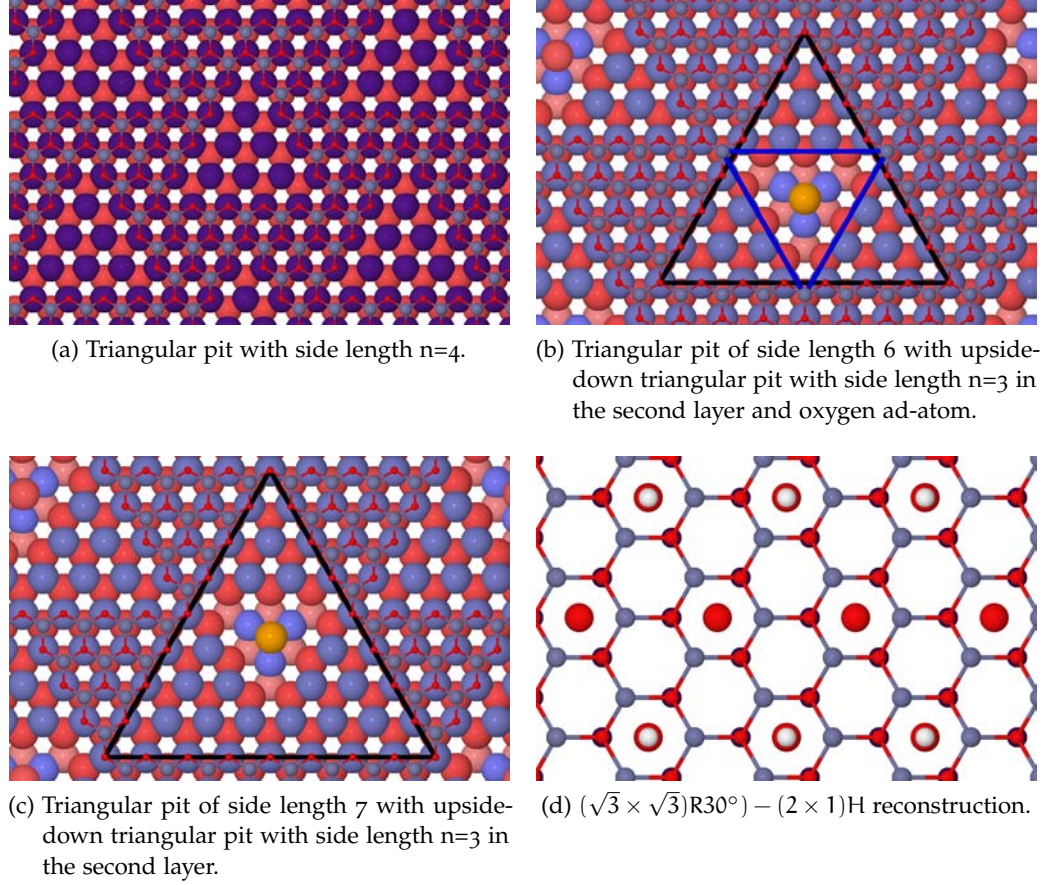 (a) Triangular pit with side length n=4.
(b) Triangular pit of side length 6 with upside-
down triangular pit with side length n=3 in
the second layer and oxygen ad-atom.
(c) Triangular pit of side length 7 with upside-
down triangular pit with side length n=3 in
the second layer.
(d) (√3 × √3)R30°) − (2 × 1)H reconstruction.